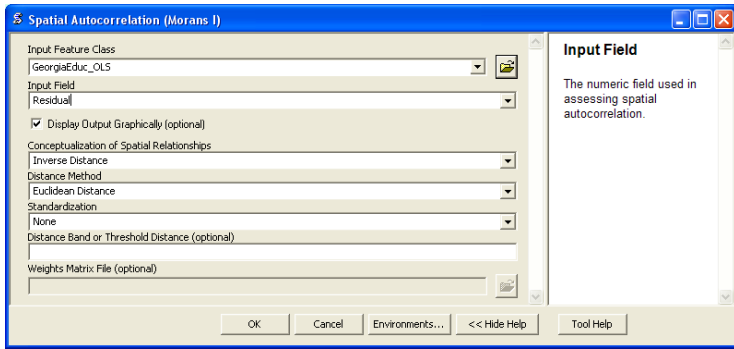 Spatial Autocorrelation (Morans I)
Input Feature Class
GeorgiaEduc_OLS
Input Field
Residual
Display Output Graphically (optional)
Conceptualization of Spatial Relationships
Inverse Distance
Distance Method
Euclidean Distance
Standardization
None
Distance Band or Threshold Distance (optional)
Weights Matrix File (optional)
Input Field
The numeric field used in
assessing spatial
autocorrelation.
OK Cancel Environments... << Hide Help Tool Help